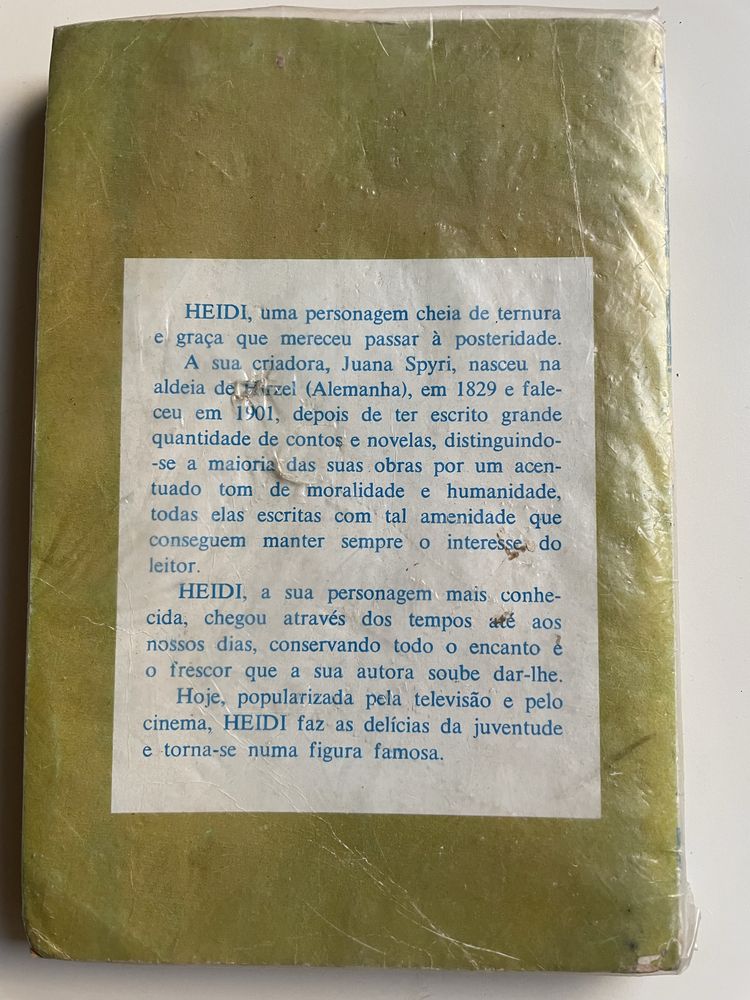 HEIDI, uma personagem cheia de ternura
e graça que mereceu passar à posteridade.
A sua criadora, Juana Spyri, nasceu na
aldeia de Hirzel (Alemanha), em 1829 e fale-
ceu em 1901, depois de ter escrito grande
quantidade de contos e novelas, distinguindo-
-se a maioria das suas obras por um acen-
tuado tom de moralidade e humanidade,
todas elas escritas com tal amenidade que
conseguem manter sempre o interesse do
leitor.
HEIDI, a sua personagem mais conhe-
cida, chegou através dos tempos até aos
nossos dias, conservando todo o encanto e
o frescor que a sua autora soube dar-lhe.
Hoje, popularizada pela televisão e pelo
cinema, HEIDI faz as delícias da juventude
e torna-se numa figura famosa.